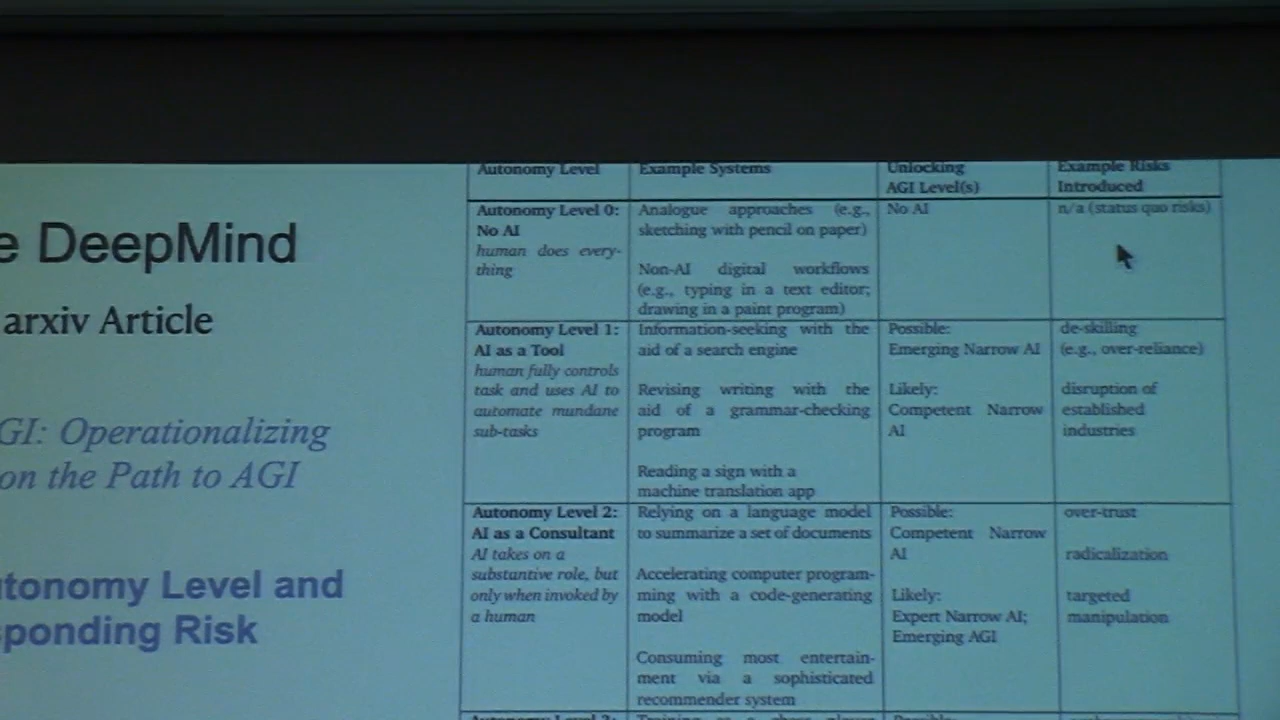 e DeepMind
arxiv Article
GI: Operationalizing
on the Path to AGI
utonomy Level and
sponding Risk
Autonomy Level
Example Systems
Unlocking
AGI Level(s)
Example Risks
Introduced
Autonomy Level 0:
No AI
human does every-
thing
Analogue approaches (e.g.,
sketching with pencil on paper)
Non-AI digital workflows
(e.g., typing in a text editor;
drawing in a paint program)
No AI
n/a (status quo risks)
Autonomy Level 1:
AI as a Tool
human fully controls
task and uses AI to
automate mundane
sub-tasks
Information-seeking with the
aid of a search engine
Revising writing with the
aid of a grammar-checking
program
Reading a sign with a
machine translation app
Possible:
Emerging Narrow AI
Likely:
Competent Narrow
AI
de-skilling
(e.g., over-reliance)
disruption of
established
industries
Autonomy Level 2:
AI as a Consultant
AI takes on a
substantive role, but
only when invoked by
a human
Relying on a language model
to summarize a set of documents
Accelerating computer program-
ming with a code-generating
model
Consuming most entertain-
ment via a sophisticated
recommender system
Possible:
Competent Narrow
AI
Likely:
Expert Narrow AI;
Emerging AGI
over-trust
radicalization
targeted
manipulation